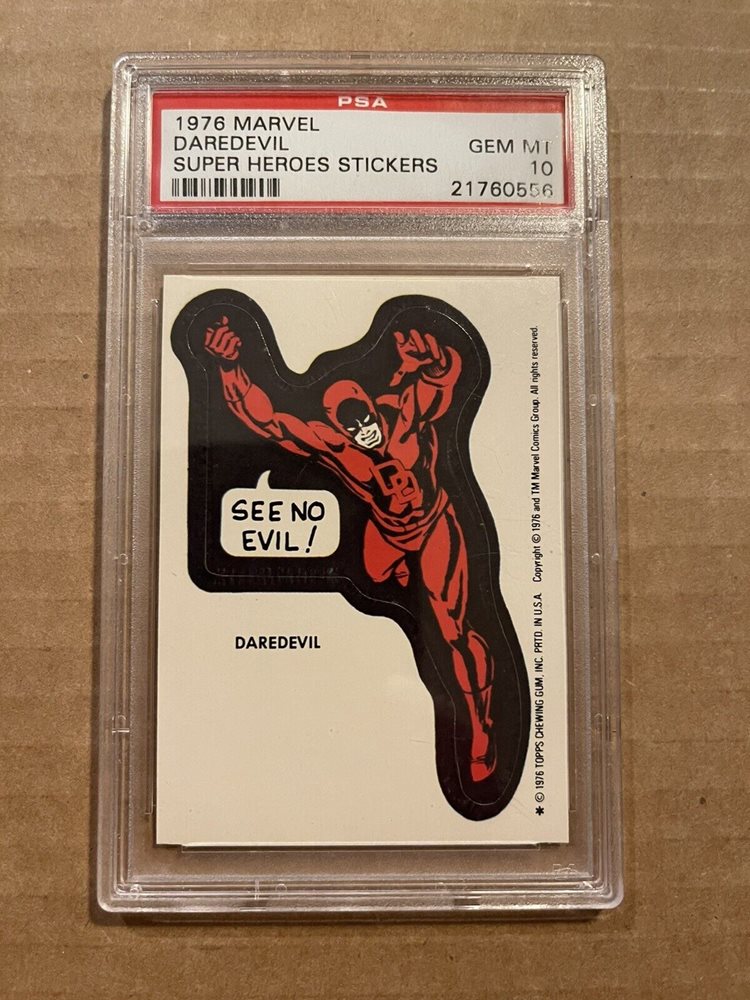 PSA
1976 MARVEL
DAREDEVIL
SUPER HEROES STICKERS
GEM MT
10
21760556
SEE NO
EVIL!
DD
DAREDEVIL
* © 1976 TOPPS CHEWING GUM, INC. PRTD. IN U.S.A. Copyright © 1976 and TM Marvel Comics Group. All rights reserved.